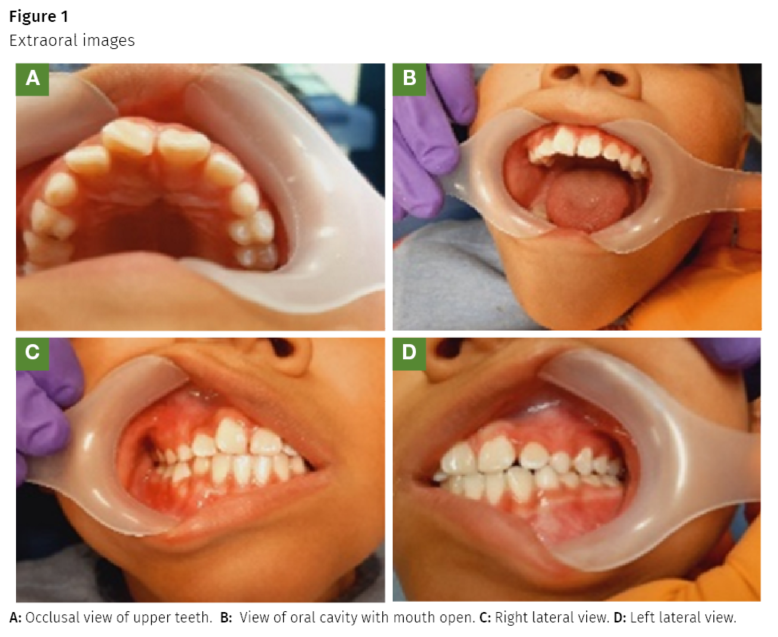 Figure 1
Extraoral images
A
B
C
D
A: Occlusal view of upper teeth. B: View of oral cavity with mouth open. C: Right lateral view. D: Left lateral view.